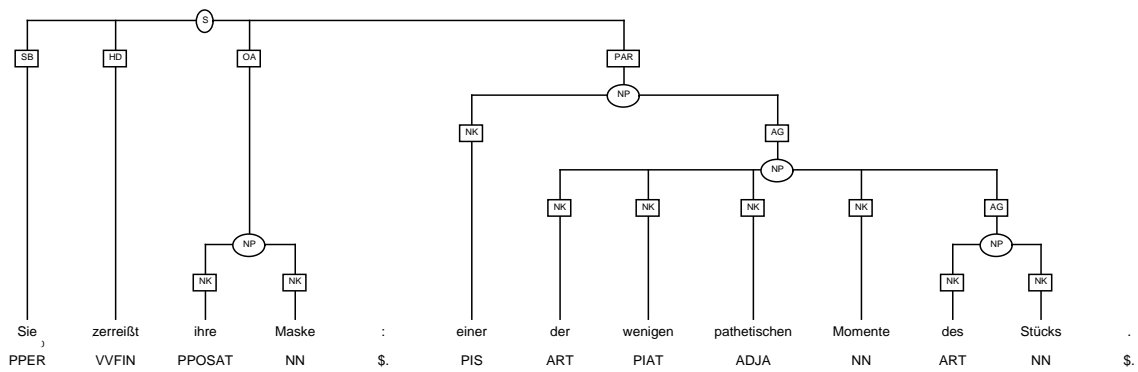 S
SB HD OA PAR
NP
NK AG
NP
NK NK NK NK AG
NP NP
NK NK NK NK
Sie zerreißt ihre Maske : einer der wenigen pathetischen Momente des Stücks .
)
PPER VVFIN PPOSAT NN $. PIS ART PIAT ADJA NN ART NN $.